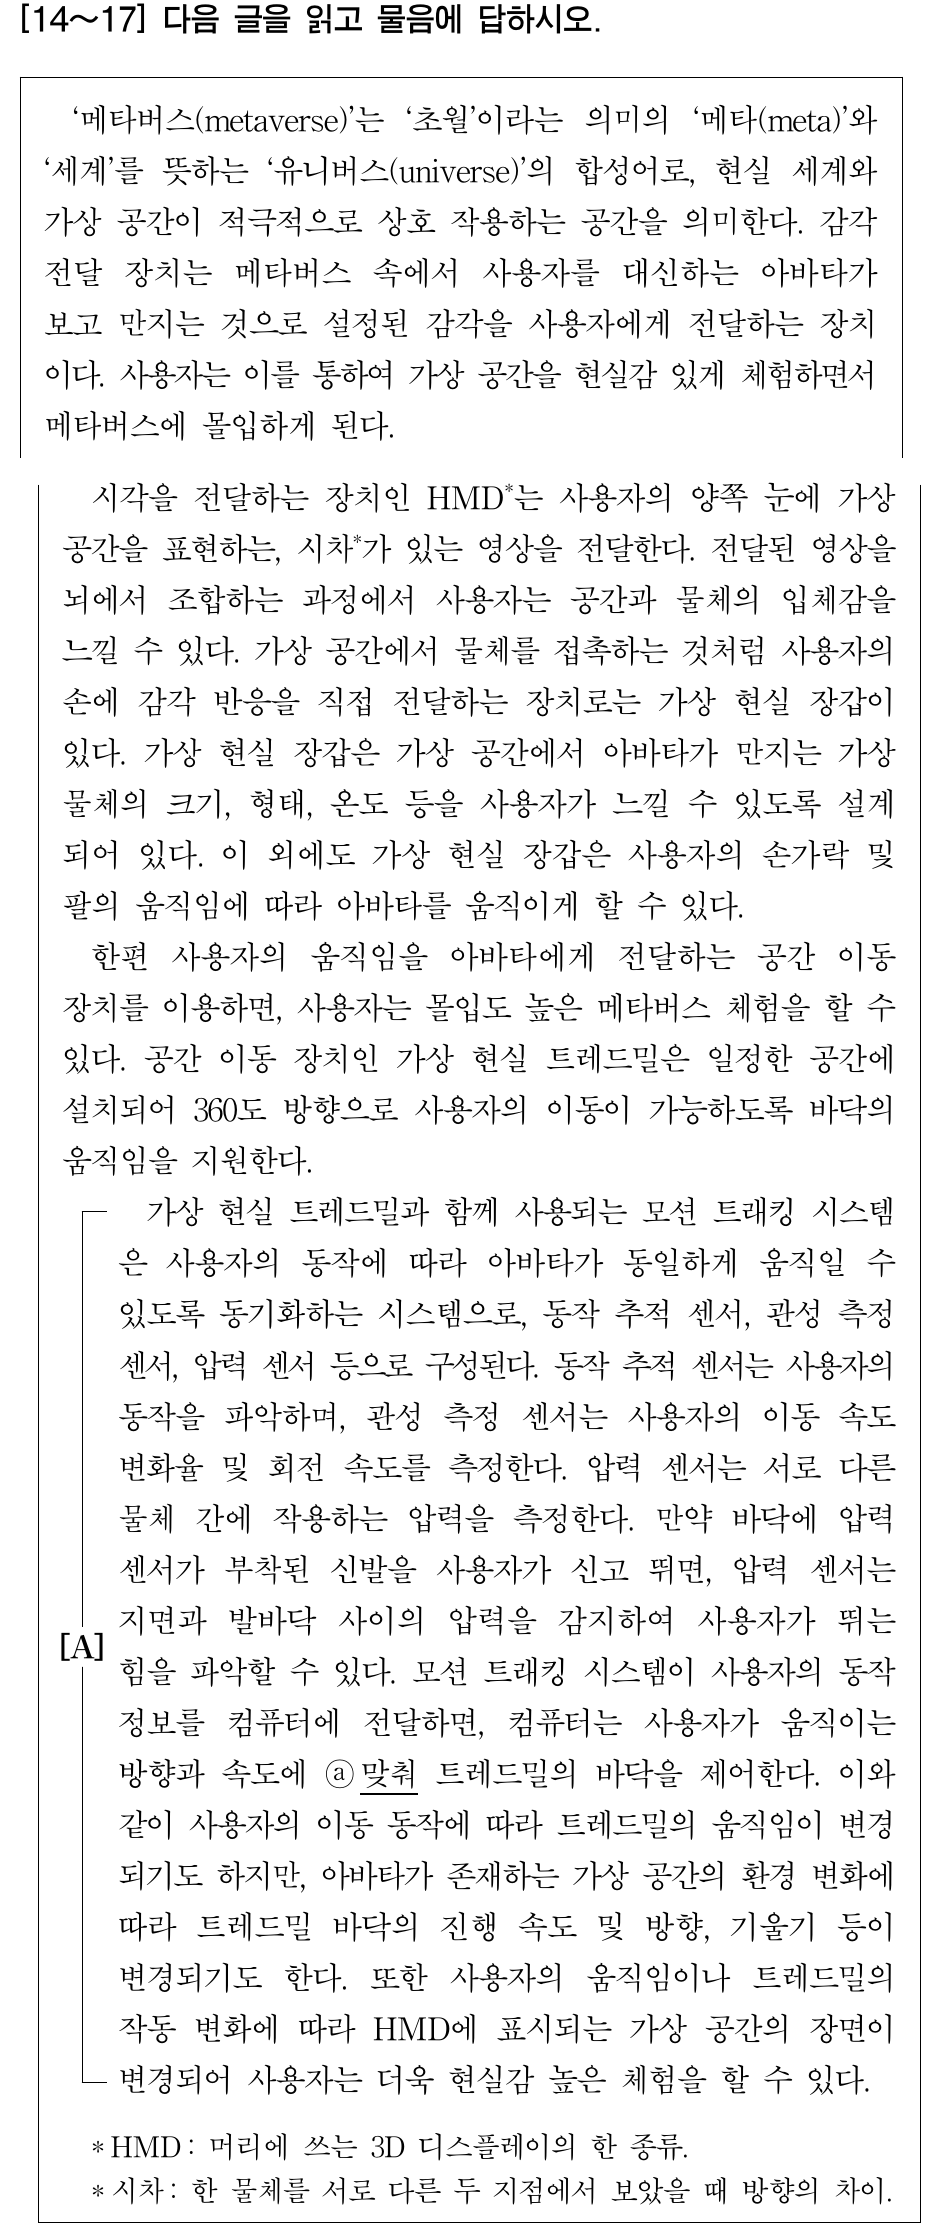 [14~17] 다음 글을 읽고 물음에 답하시오.
‘메타버스(metaverse)’는 ‘초월’이라는 의미의 ‘메타(meta)’와
‘세계’를 뜻하는 ‘유니버스(universe)’의 합성어로, 현실 세계와
가상 공간이 적극적으로 상호 작용하는 공간을 의미한다. 감각
전달 장치는 메타버스 속에서 사용자를 대신하는 아바타가
보고 만지는 것으로 설정된 감각을 사용자에게 전달하는 장치
이다. 사용자는 이를 통하여 가상 공간을 현실감 있게 체험하면서
메타버스에 몰입하게 된다.
시각을 전달하는 장치인 HMD*는 사용자의 양쪽 눈에 가상
공간을 표현하는, 시차*가 있는 영상을 전달한다. 전달된 영상을
뇌에서 조합하는 과정에서 사용자는 공간과 물체의 입체감을
느낄 수 있다. 가상 공간에서 물체를 접촉하는 것처럼 사용자의
손에 감각 반응을 직접 전달하는 장치로는 가상 현실 장갑이
있다. 가상 현실 장갑은 가상 공간에서 아바타가 만지는 가상
물체의 크기, 형태, 온도 등을 사용자가 느낄 수 있도록 설계
되어 있다. 이 외에도 가상 현실 장갑은 사용자의 손가락 및
팔의 움직임에 따라 아바타를 움직이게 할 수 있다.
한편 사용자의 움직임을 아바타에게 전달하는 공간 이동
장치를 이용하면, 사용자는 몰입도 높은 메타버스 체험을 할 수
있다. 공간 이동 장치인 가상 현실 트레드밀은 일정한 공간에
설치되어 360도 방향으로 사용자의 이동이 가능하도록 바닥의
움직임을 지원한다.
가상 현실 트레드밀과 함께 사용되는 모션 트래킹 시스템
은 사용자의 동작에 따라 아바타가 동일하게 움직일 수
있도록 동기화하는 시스템으로, 동작 추적 센서, 관성 측정
센서, 압력 센서 등으로 구성된다. 동작 추적 센서는 사용자의
동작을 파악하며, 관성 측정 센서는 사용자의 이동 속도
변화율 및 회전 속도를 측정한다. 압력 센서는 서로 다른
물체 간에 작용하는 압력을 측정한다. 만약 바닥에 압력
센서가 부착된 신발을 사용자가 신고 뛰면, 압력 센서는
지면과 발바닥 사이의 압력을 감지하여 사용자가 뛰는
[A]
힘을 파악할 수 있다. 모션 트래킹 시스템이 사용자의 동작
정보를 컴퓨터에 전달하면, 컴퓨터는 사용자가 움직이는
방향과 속도에 ⓐ맞춰 트레드밀의 바닥을 제어한다. 이와
같이 사용자의 이동 동작에 따라 트레드밀의 움직임이 변경
되기도 하지만, 아바타가 존재하는 가상 공간의 환경 변화에
따라 트레드밀 바닥의 진행 속도 및 방향, 기울기 등이
변경되기도 한다. 또한 사용자의 움직임이나 트레드밀의
작동 변화에 따라 HMD에 표시되는 가상 공간의 장면이
변경되어 사용자는 더욱 현실감 높은 체험을 할 수 있다.
*HMD: 머리에 쓰는 3D 디스플레이의 한 종류.
*시차: 한 물체를 서로 다른 두 지점에서 보았을 때 방향의 차이.